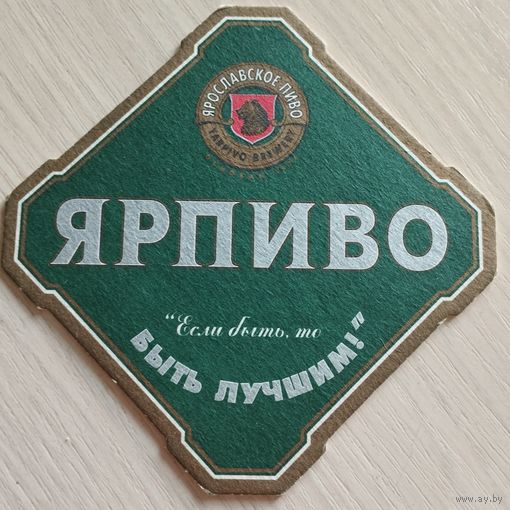 ЯРОСЛАВСКОЕ ПИВО
YARPIVO BREWERY
ЯРПИВО
"Если быть, то
БЫТЬ ЛУЧШИМ!"
www.ay.by